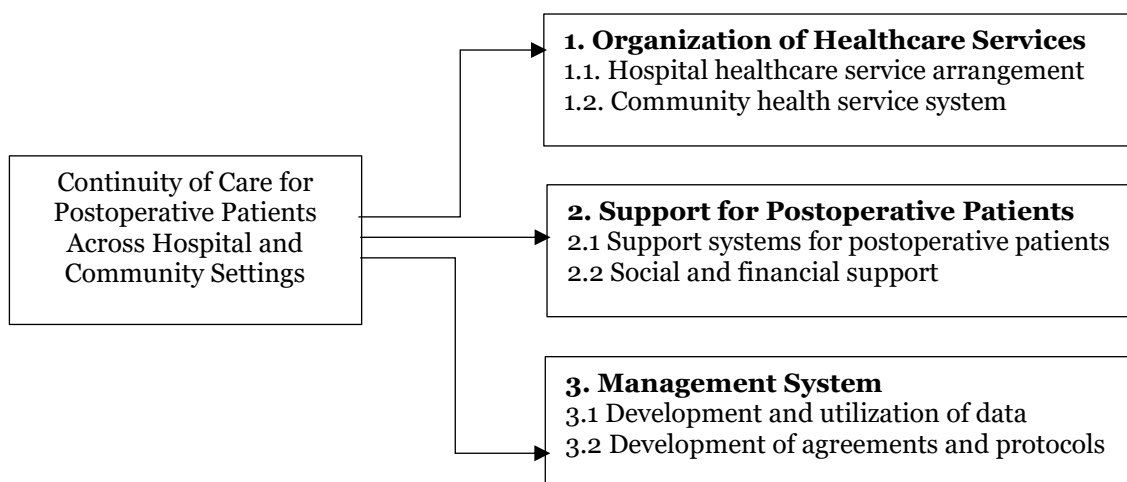 Continuity of Care for
Postoperative Patients
Across Hospital and
Community Settings
1. Organization of Healthcare Services
1.1. Hospital healthcare service arrangement
1.2. Community health service system
2. Support for Postoperative Patients
2.1 Support systems for postoperative patients
2.2 Social and financial support
3. Management System
3.1 Development and utilization of data
3.2 Development of agreements and protocols